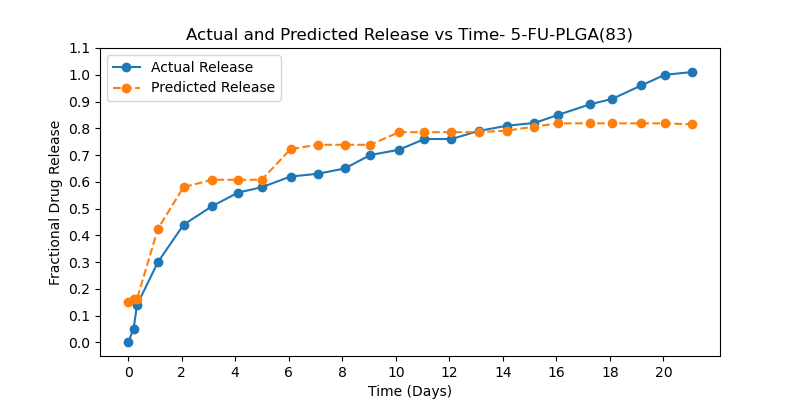 Actual and Predicted Release vs Time- 5-FU-PLGA(83)
1.1
1.0
0.9
0.8
0.7
0.6
0.5
0.4
0.3
0.2
0.1
0.0
Fractional Drug Release
Actual Release
Predicted Release
0 2 4 6 8 10 12 14 16 18 20
Time (Days)